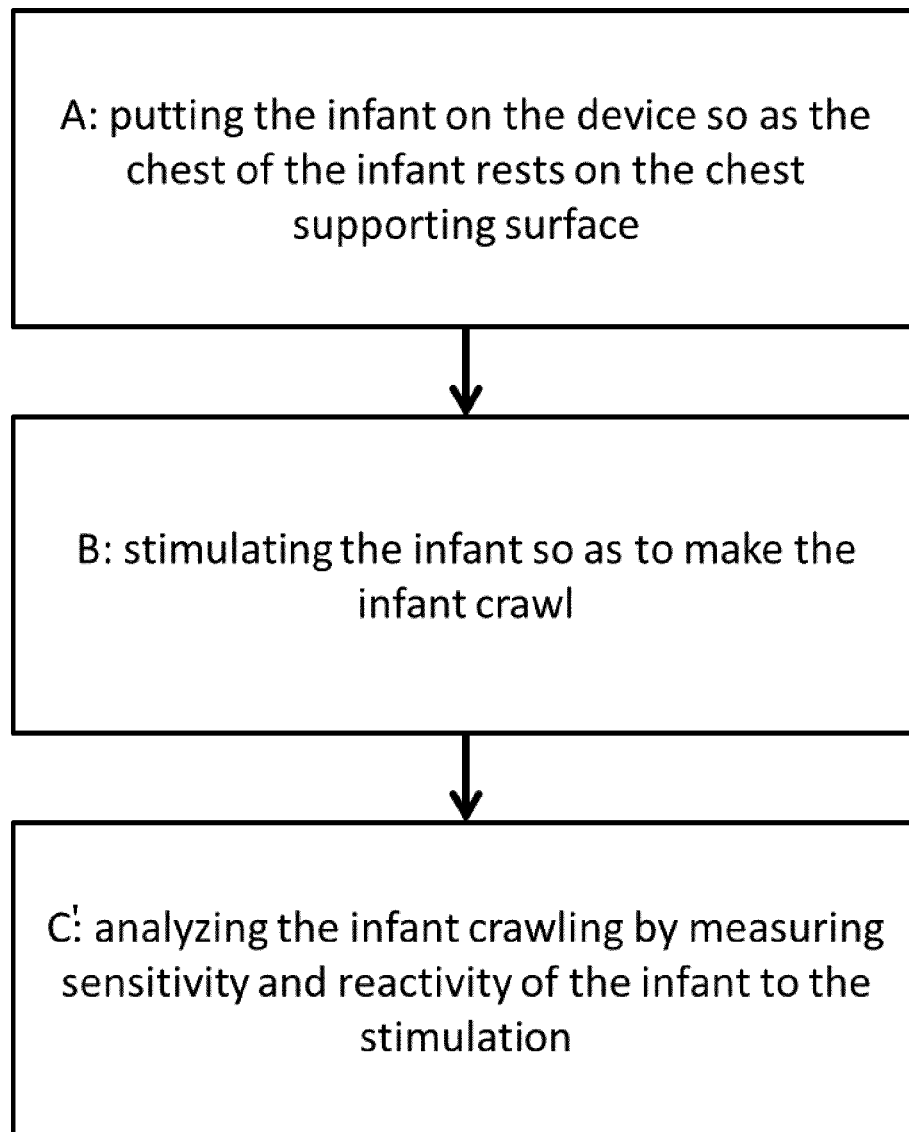 A: putting the infant on the device so as the
chest of the infant rests on the chest
supporting surface
B: stimulating the infant so as to make the
infant crawl
C': analyzing the infant crawling by measuring
sensitivity and reactivity of the infant to the
stimulation